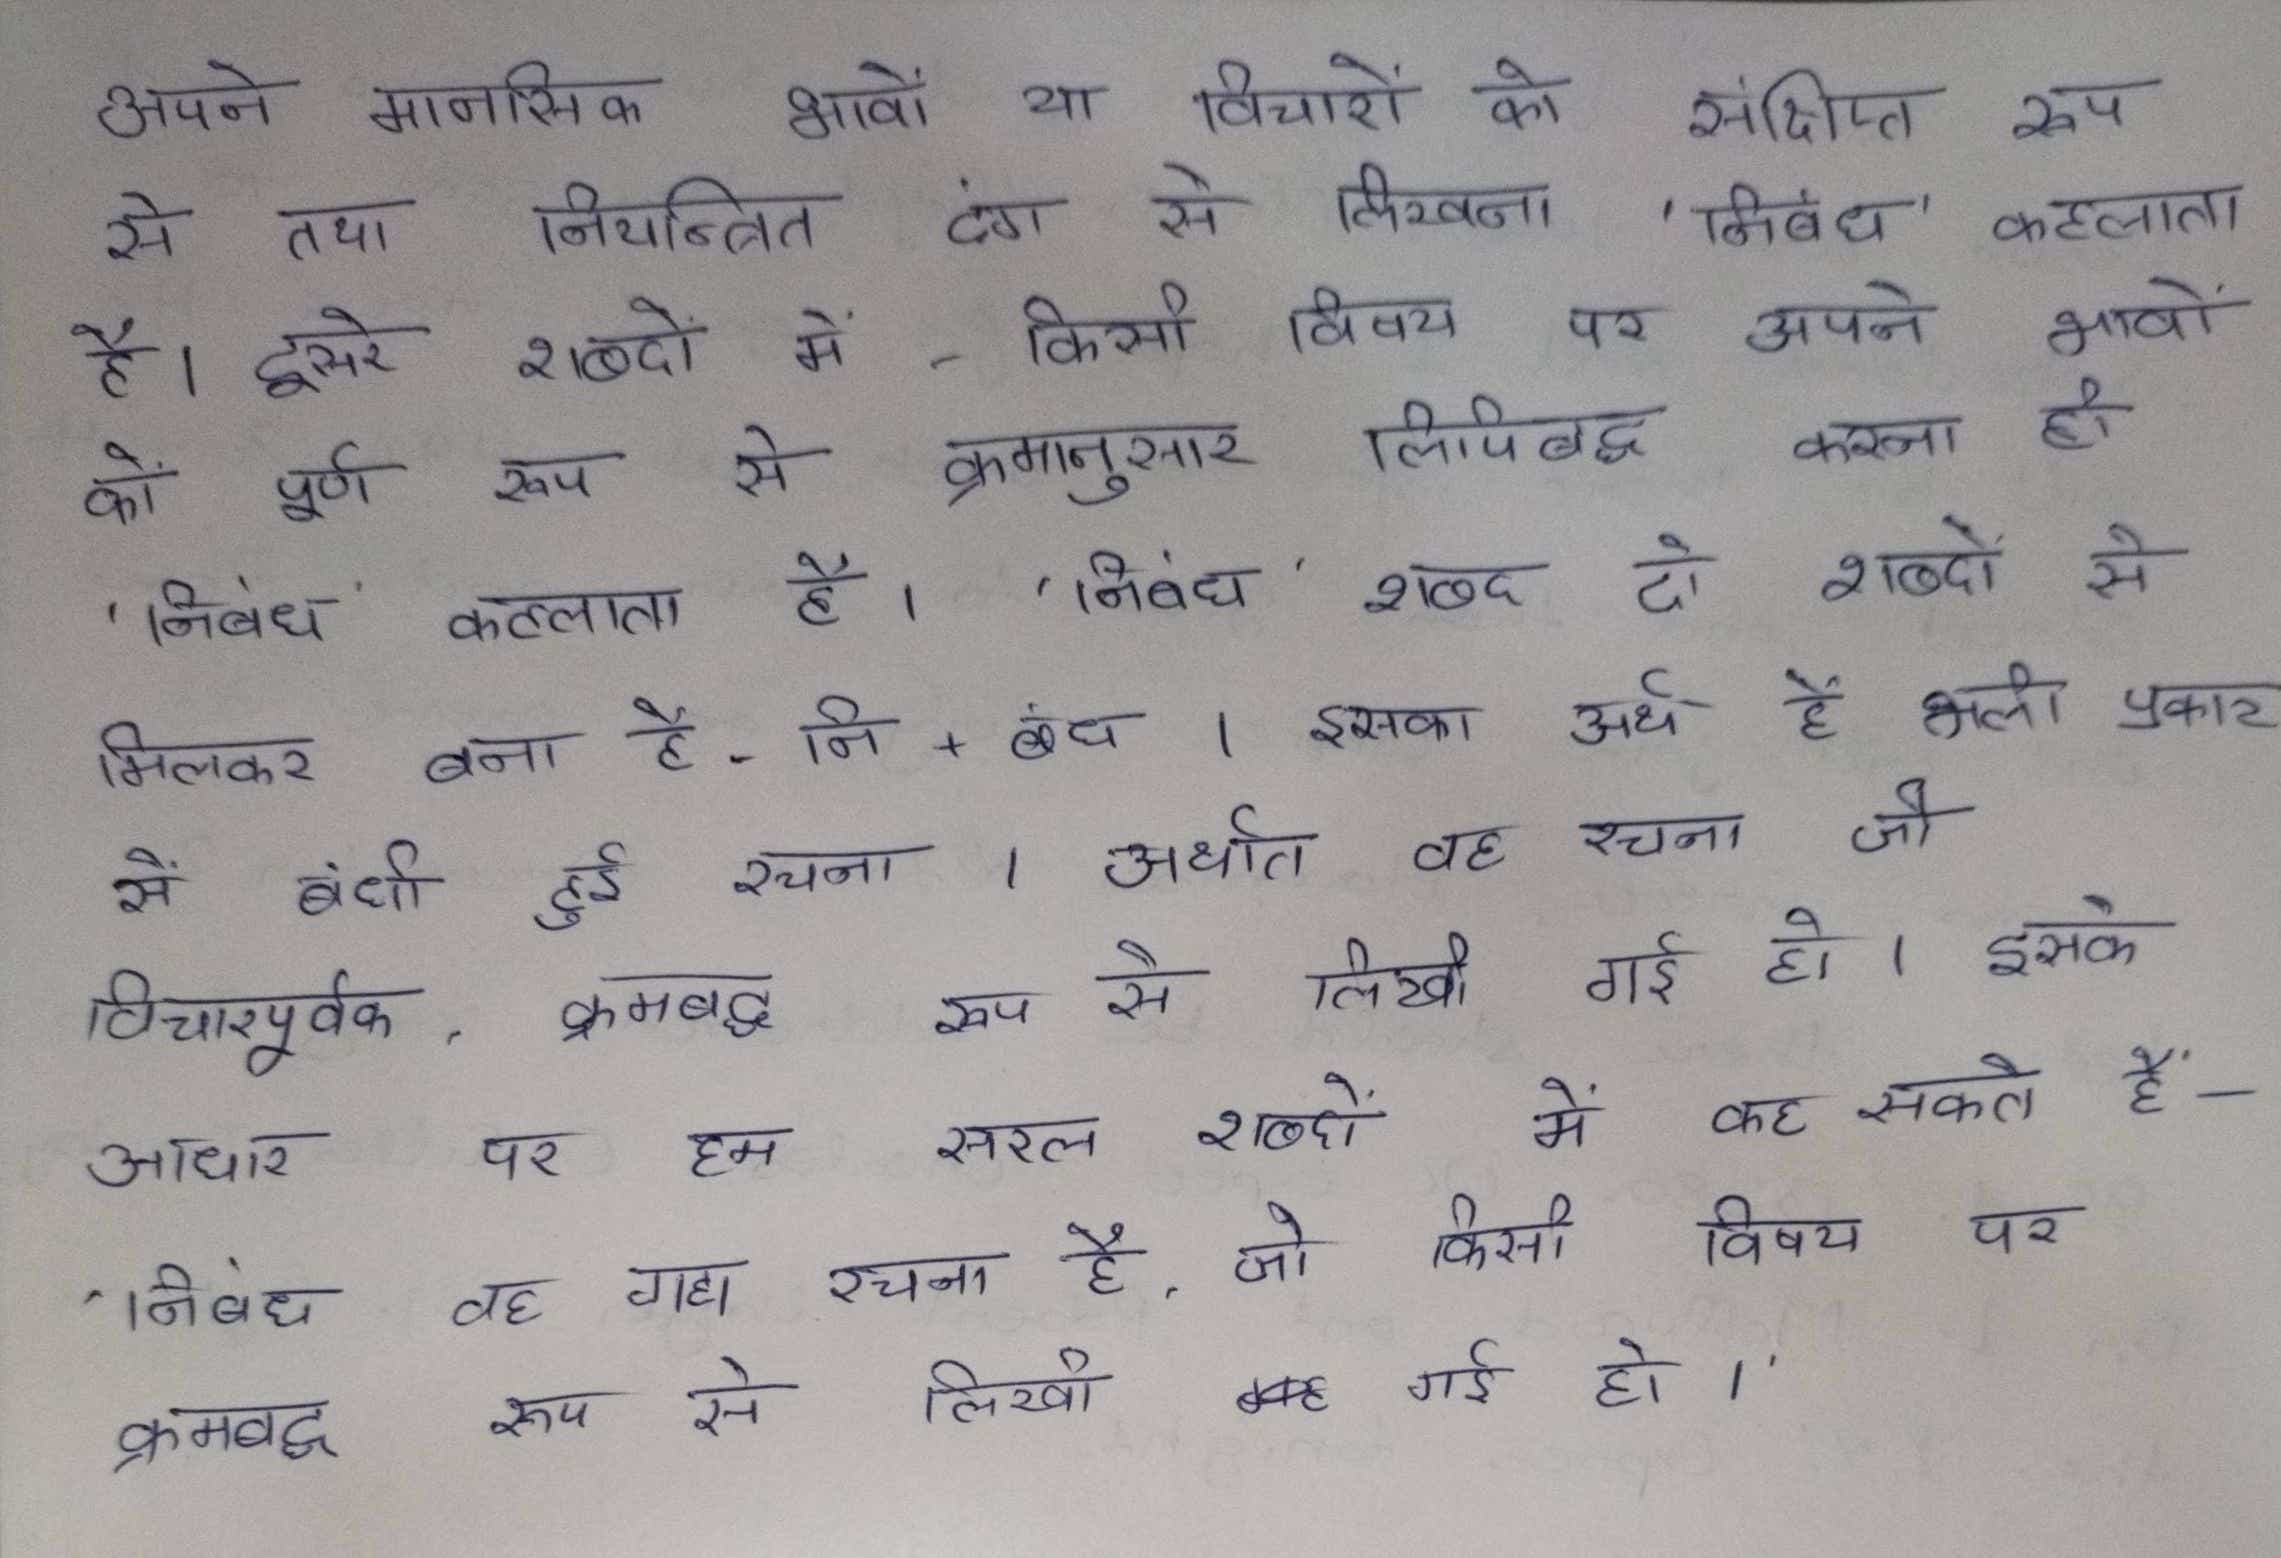 अपने मानसिक भावों या विचारों को संक्षिप्त रूप
से तथा नियन्त्रित ढंग से लिखना 'निबंध' कहलाता
है। दूसरे शब्दों में - किसी विषय पर अपने भावों
कों पूर्ण रूप से क्रमानुसार लिपिबद्ध करना ही
'निबंध' कहलाता है। 'निबंध' शब्द दो शब्दों से
मिलकर बना है - नि + बंध । इसका अर्थ हैं भली प्रकार
सें बंधी हुई रचना । अर्थात वह रचना जो
विचारपूर्वक, क्रमबद्ध रूप से लिखी गई हो । इसके
आधार पर हम सरल शब्दों में कह सकते हैं -
'निबंध वह गद्य रचना है, जो किसी विषय पर
क्रमबद्ध रूप से लिखी गई हो ।'